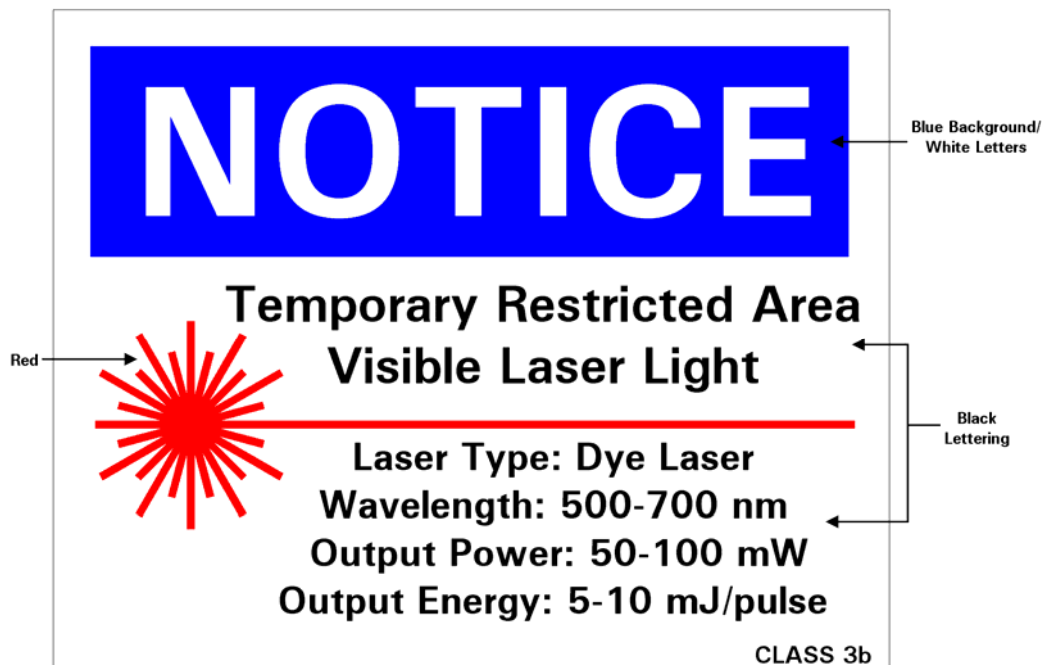 NOTICE
Blue Background/
White Letters
Temporary Restricted Area
Visible Laser Light
Red
Black
Lettering
Laser Type: Dye Laser
Wavelength: 500-700 nm
Output Power: 50-100 mW
Output Energy: 5-10 mJ/pulse
CLASS 3b